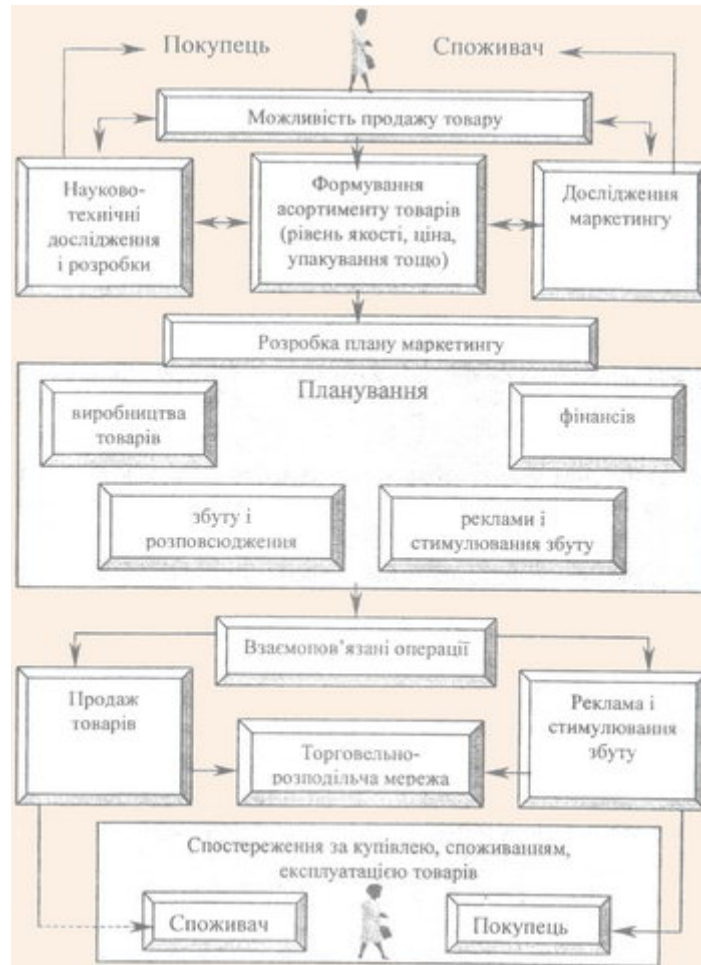 Покупець
Споживач
Можливість продажу товару
Науково-
технічні
дослідження
і розробки
Формування
асортименту товарів
(рівень якості, ціна,
упакування тощо)
Дослідження
маркетингу
Розробка плану маркетингу
Планування
виробництва
товарів
фінансів
збуту і
розповсюдження
реклами і
стимулювання збуту
Взаємопов’язані операції
Продаж
товарів
Реклама і
стимулювання
збуту
Торговельно-
розподільча мережа
Спостереження за купівлею, споживанням,
експлуатацією товарів
Споживач
Покупець